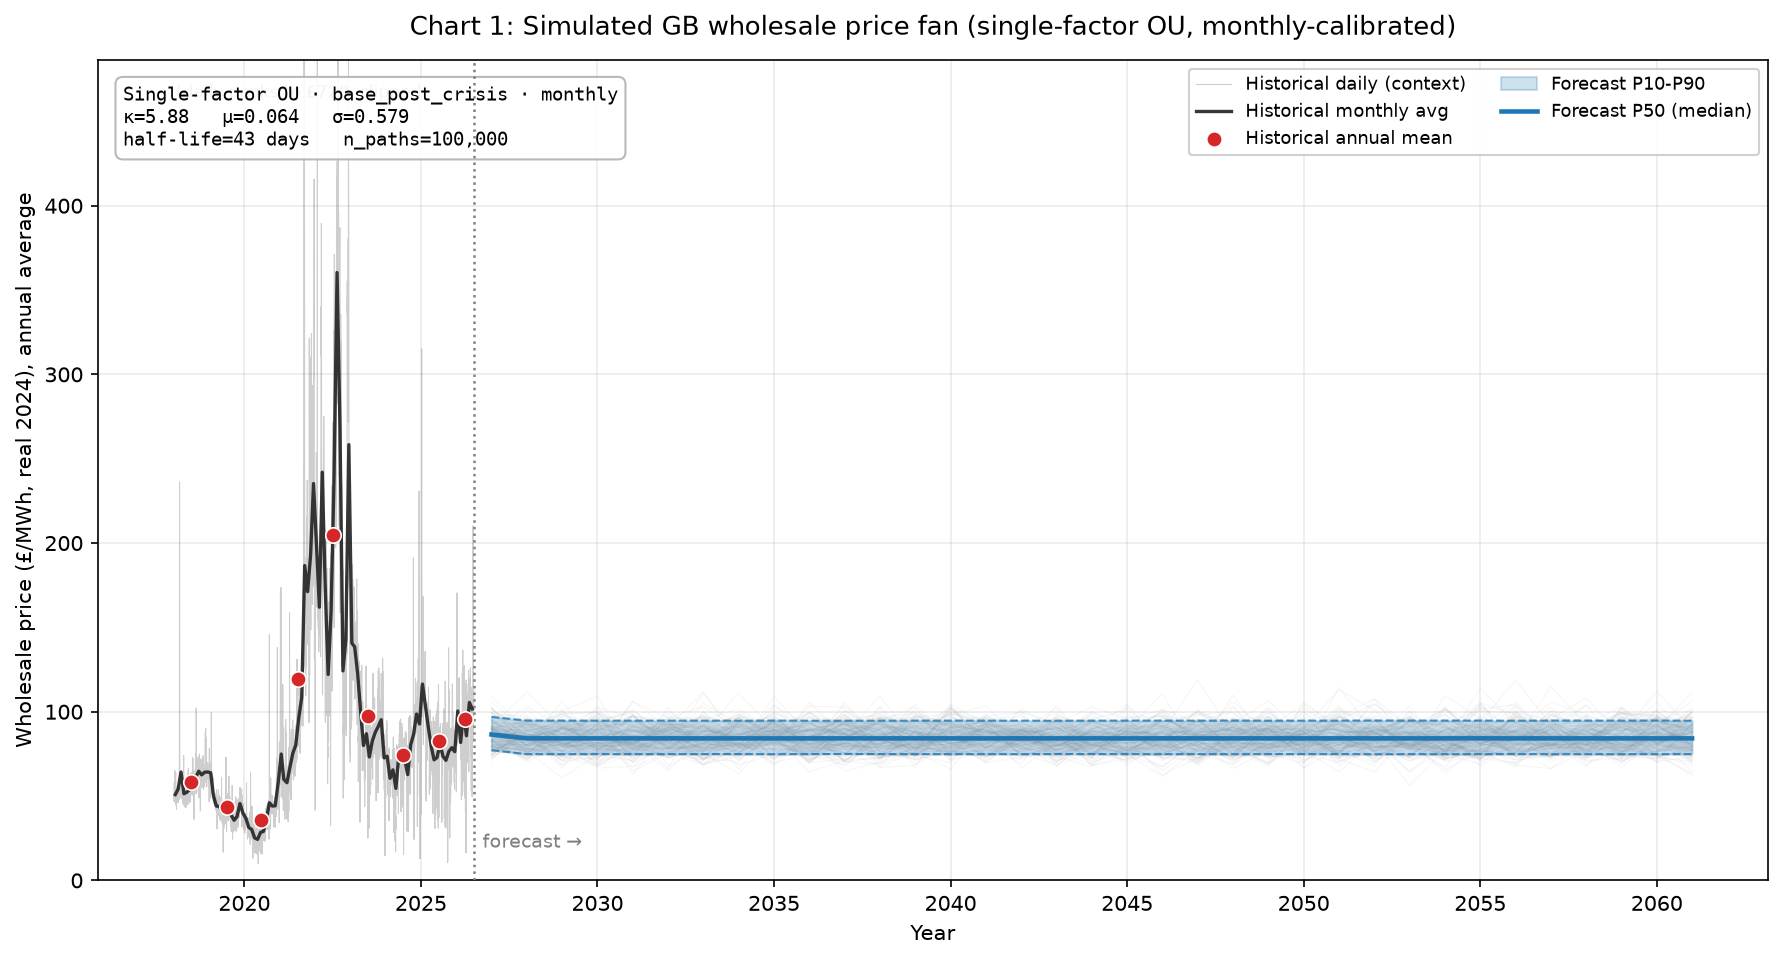 Chart 1: Simulated GB wholesale price fan (single-factor OU, monthly-calibrated)
Single-factor OU · base_post_crisis · monthly
κ=5.88   μ=0.064   σ=0.579
half-life=43 days   n_paths=100,000
Historical daily (context)
Historical monthly avg
Historical annual mean
Forecast P10-P90
Forecast P50 (median)
Wholesale price (£/MWh, real 2024), annual average
400
300
200
100
0
forecast →
2020
2025
2030
2035
2040
2045
2050
2055
2060
Year